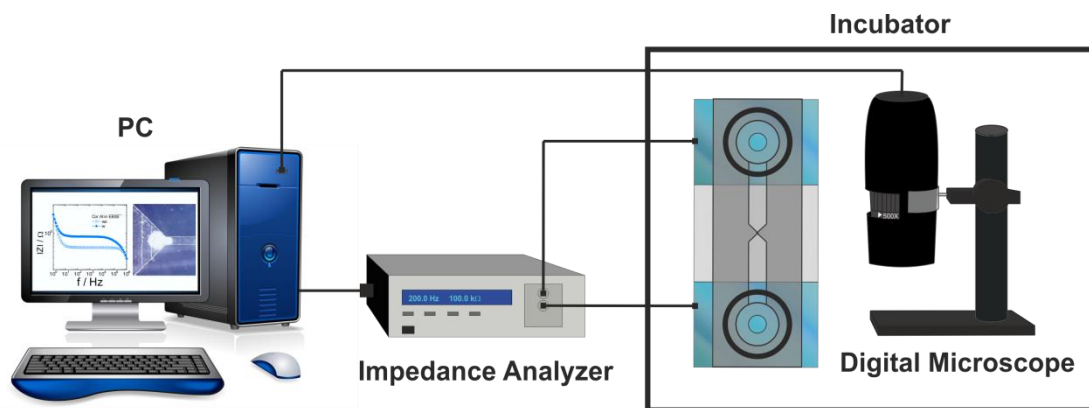 Incubator
PC
|Z| / Ω
f / Hz
200.0 Hz 100.0 kΩ
500X
Impedance Analyzer
Digital Microscope